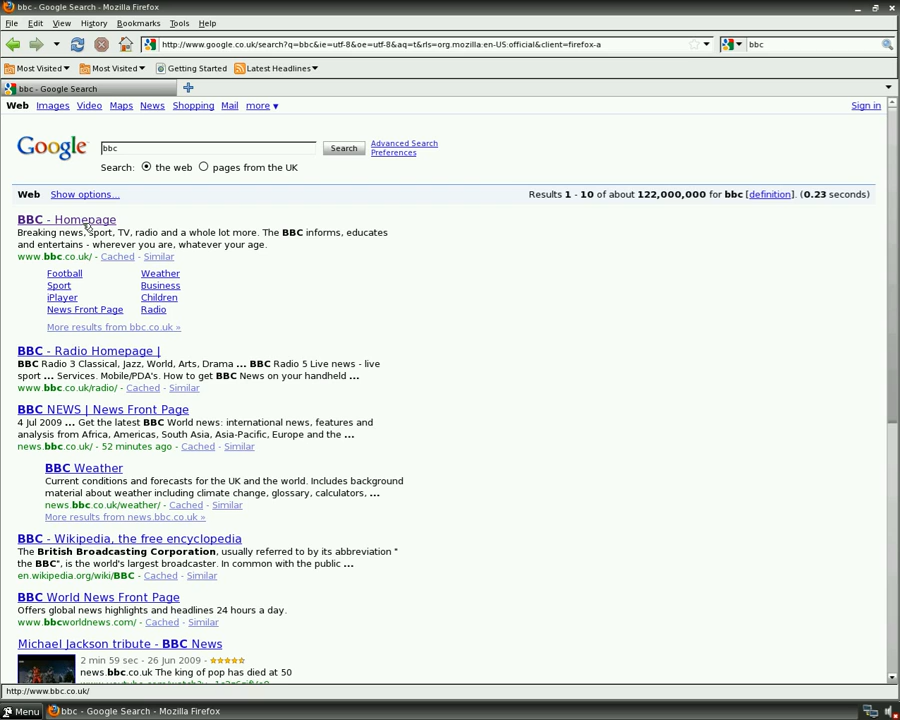 bbc - Google Search - Mozilla Firefox
File Edit View History Bookmarks Tools Help
http://www.google.co.uk/search?q=bbc&ie=utf-8&oe=utf-8&aq=t&rls=org.mozilla:en-US:official&client=firefox-a
bbc
Most Visited Most Visited Getting Started Latest Headlines
bbc - Google Search
Web Images Video Maps News Shopping Mail more Sign in
Google bbc Search Advanced Search
Preferences
Search: the web pages from the UK
Web Show options... Results 1 - 10 of about 122,000,000 for bbc [definition]. (0.23 seconds)
BBC - Homepage
Breaking news, sport, TV, radio and a whole lot more. The BBC informs, educates
and entertains - wherever you are, whatever your age.
www.bbc.co.uk/ - Cached - Similar
Football Weather
Sport Business
iPlayer Children
News Front Page Radio
More results from bbc.co.uk »
BBC - Radio Homepage |
BBC Radio 3 Classical, Jazz, World, Arts, Drama ... BBC Radio 5 Live news - live
sport ... Services. Mobile/PDA's. How to get BBC News on your handheld ...
www.bbc.co.uk/radio/ - Cached - Similar
BBC NEWS | News Front Page
4 Jul 2009 ... Get the latest BBC World news: international news, features and
analysis from Africa, Americas, South Asia, Asia-Pacific, Europe and the ...
news.bbc.co.uk/ - 52 minutes ago - Cached - Similar
BBC Weather
Current conditions and forecasts for the UK and the world. Includes background
material about weather including climate change, glossary, calculators, ...
news.bbc.co.uk/weather/ - Cached - Similar
More results from news.bbc.co.uk »
BBC - Wikipedia, the free encyclopedia
The British Broadcasting Corporation, usually referred to by its abbreviation "
the BBC", is the world's largest broadcaster. In common with the public ...
en.wikipedia.org/wiki/BBC - Cached - Similar
BBC World News Front Page
Offers global news highlights and headlines 24 hours a day.
www.bbcworldnews.com/ - Cached - Similar
Michael Jackson tribute - BBC News
2 min 59 sec - 26 Jun 2009 -
news.bbc.co.uk The king of pop has died at 50
http://www.bbc.co.uk/
Menu bbc - Google Search - Mozilla Firefox